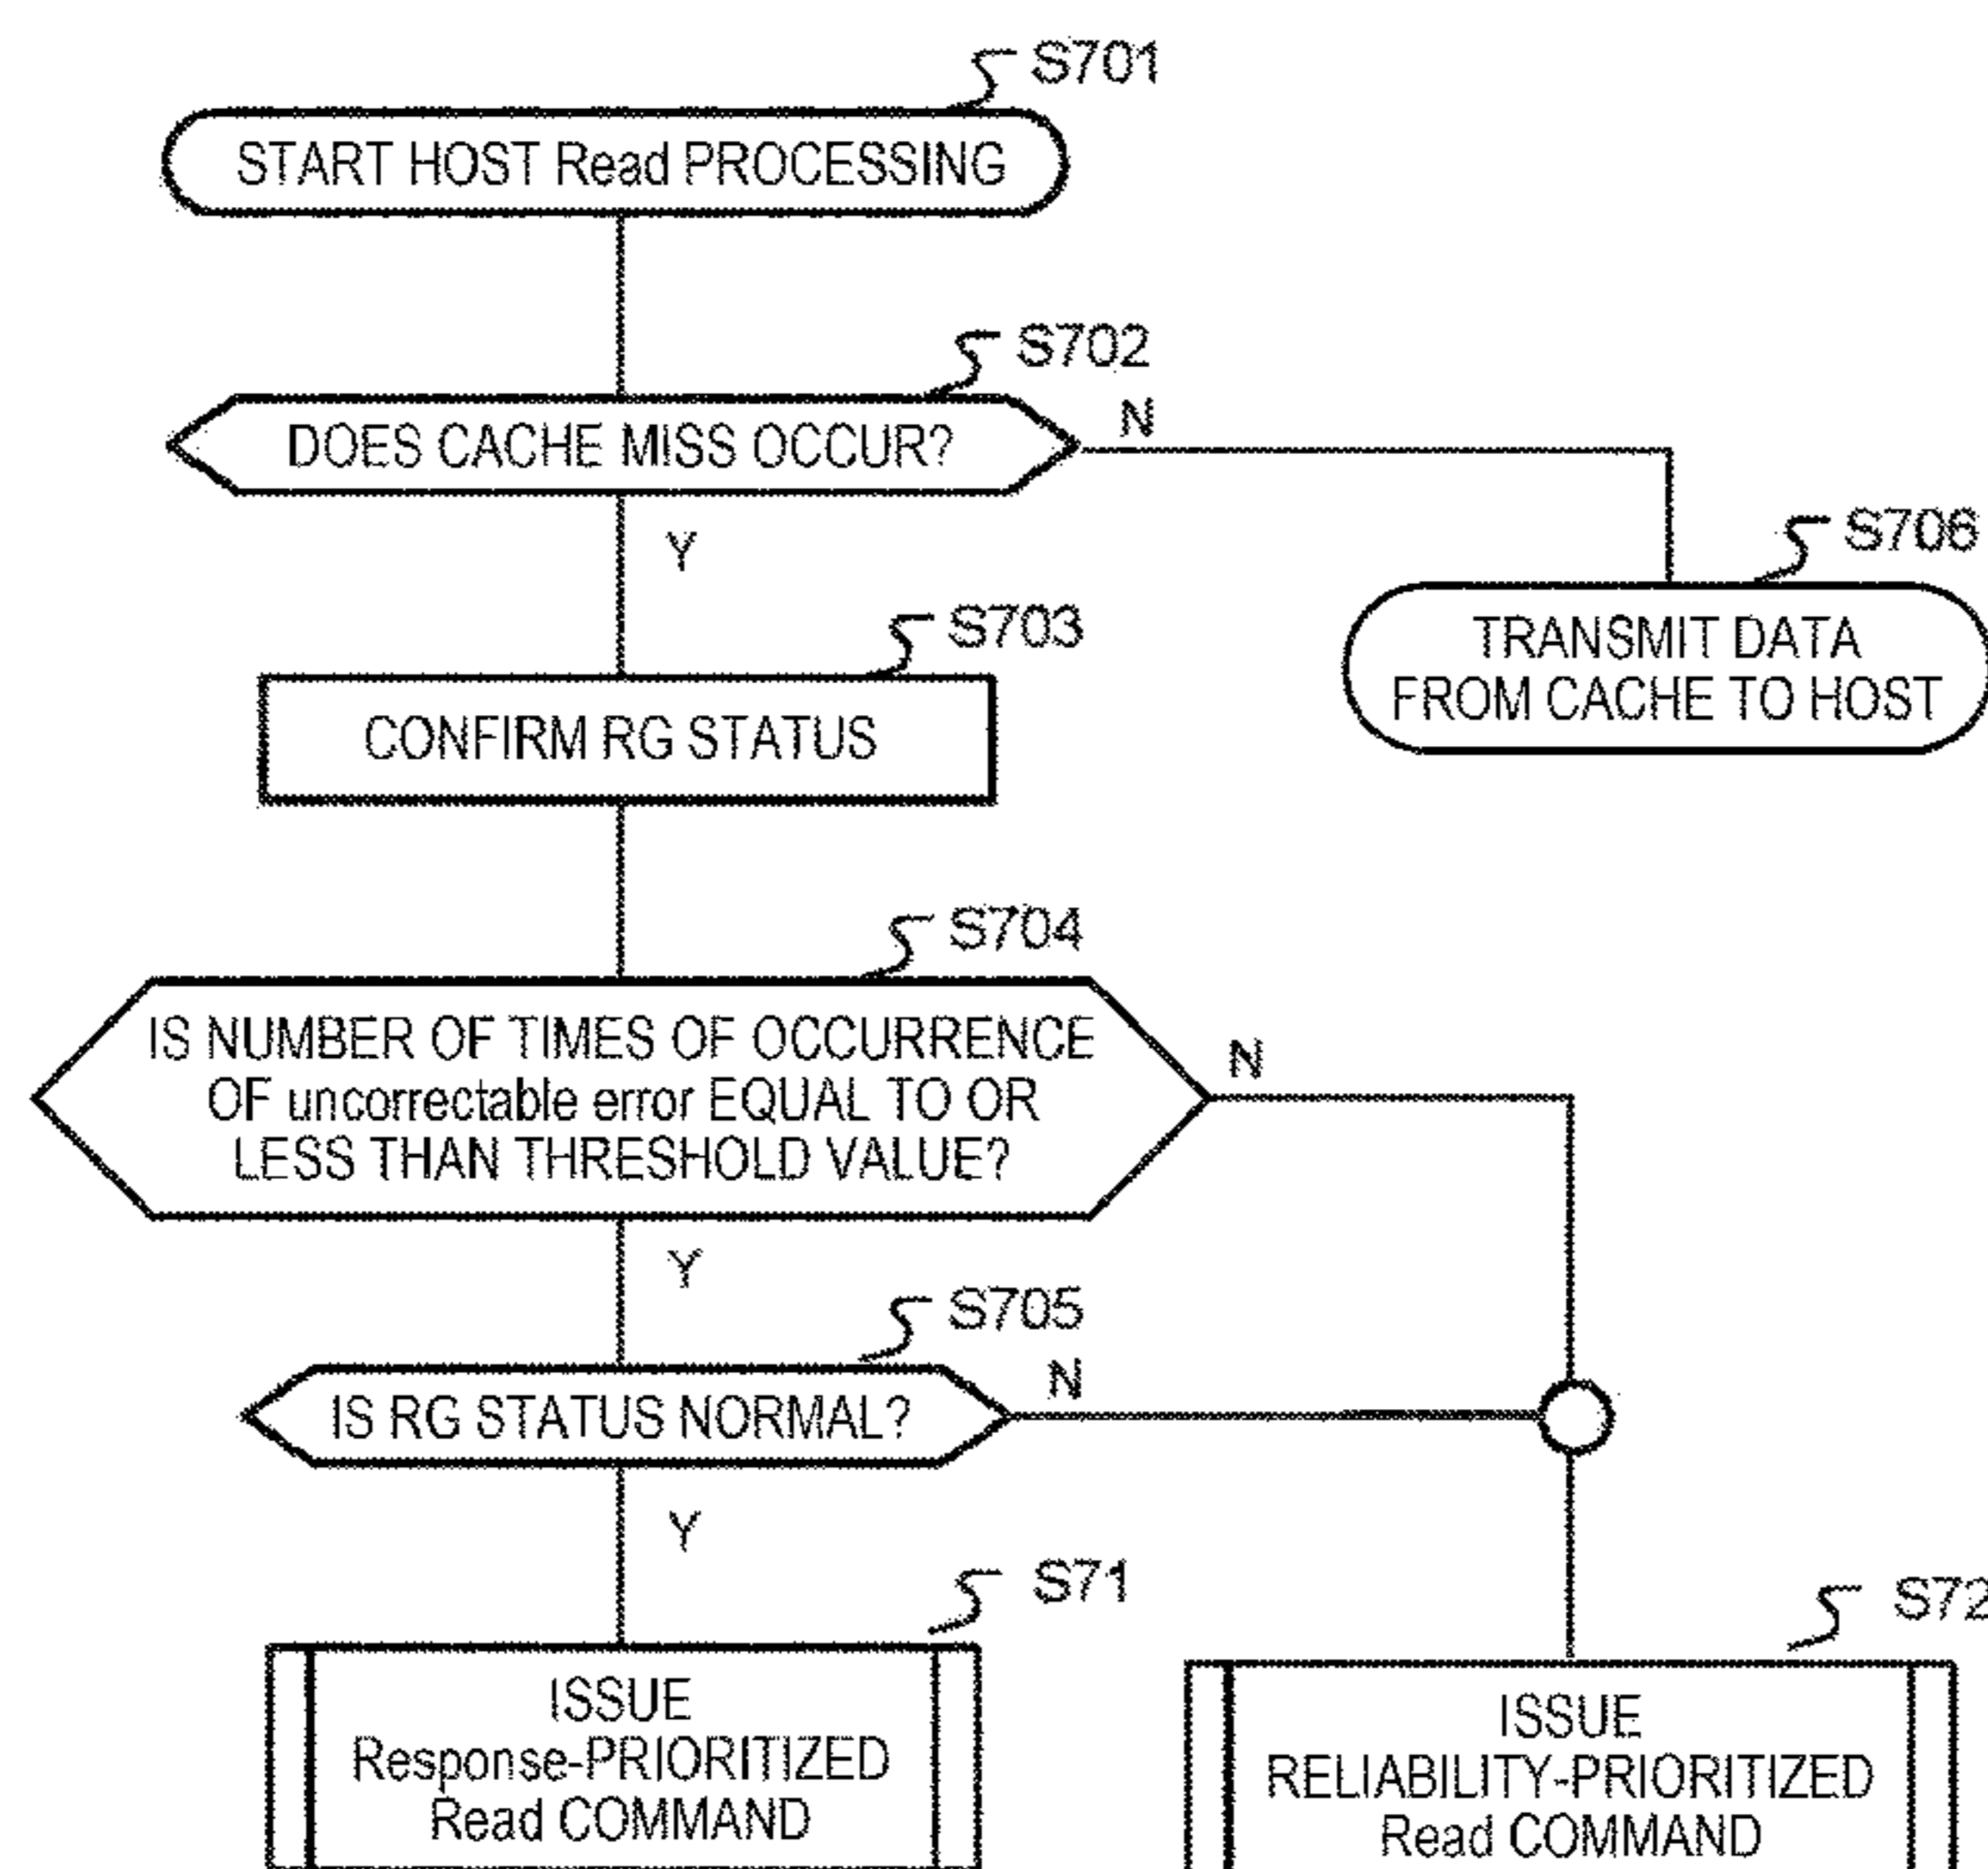 S701
START HOST Read PROCESSING
S702
DOES CACHE MISS OCCUR?
N
Y
S706
TRANSMIT DATA
FROM CACHE TO HOST
S703
CONFIRM RG STATUS
S704
IS NUMBER OF TIMES OF OCCURRENCE
OF uncorrectable error EQUAL TO OR
LESS THAN THRESHOLD VALUE?
N
Y
S705
IS RG STATUS NORMAL?
N
Y
S71
ISSUE
Response-PRIORITIZED
Read COMMAND
S72
ISSUE
RELIABILITY-PRIORITIZED
Read COMMAND